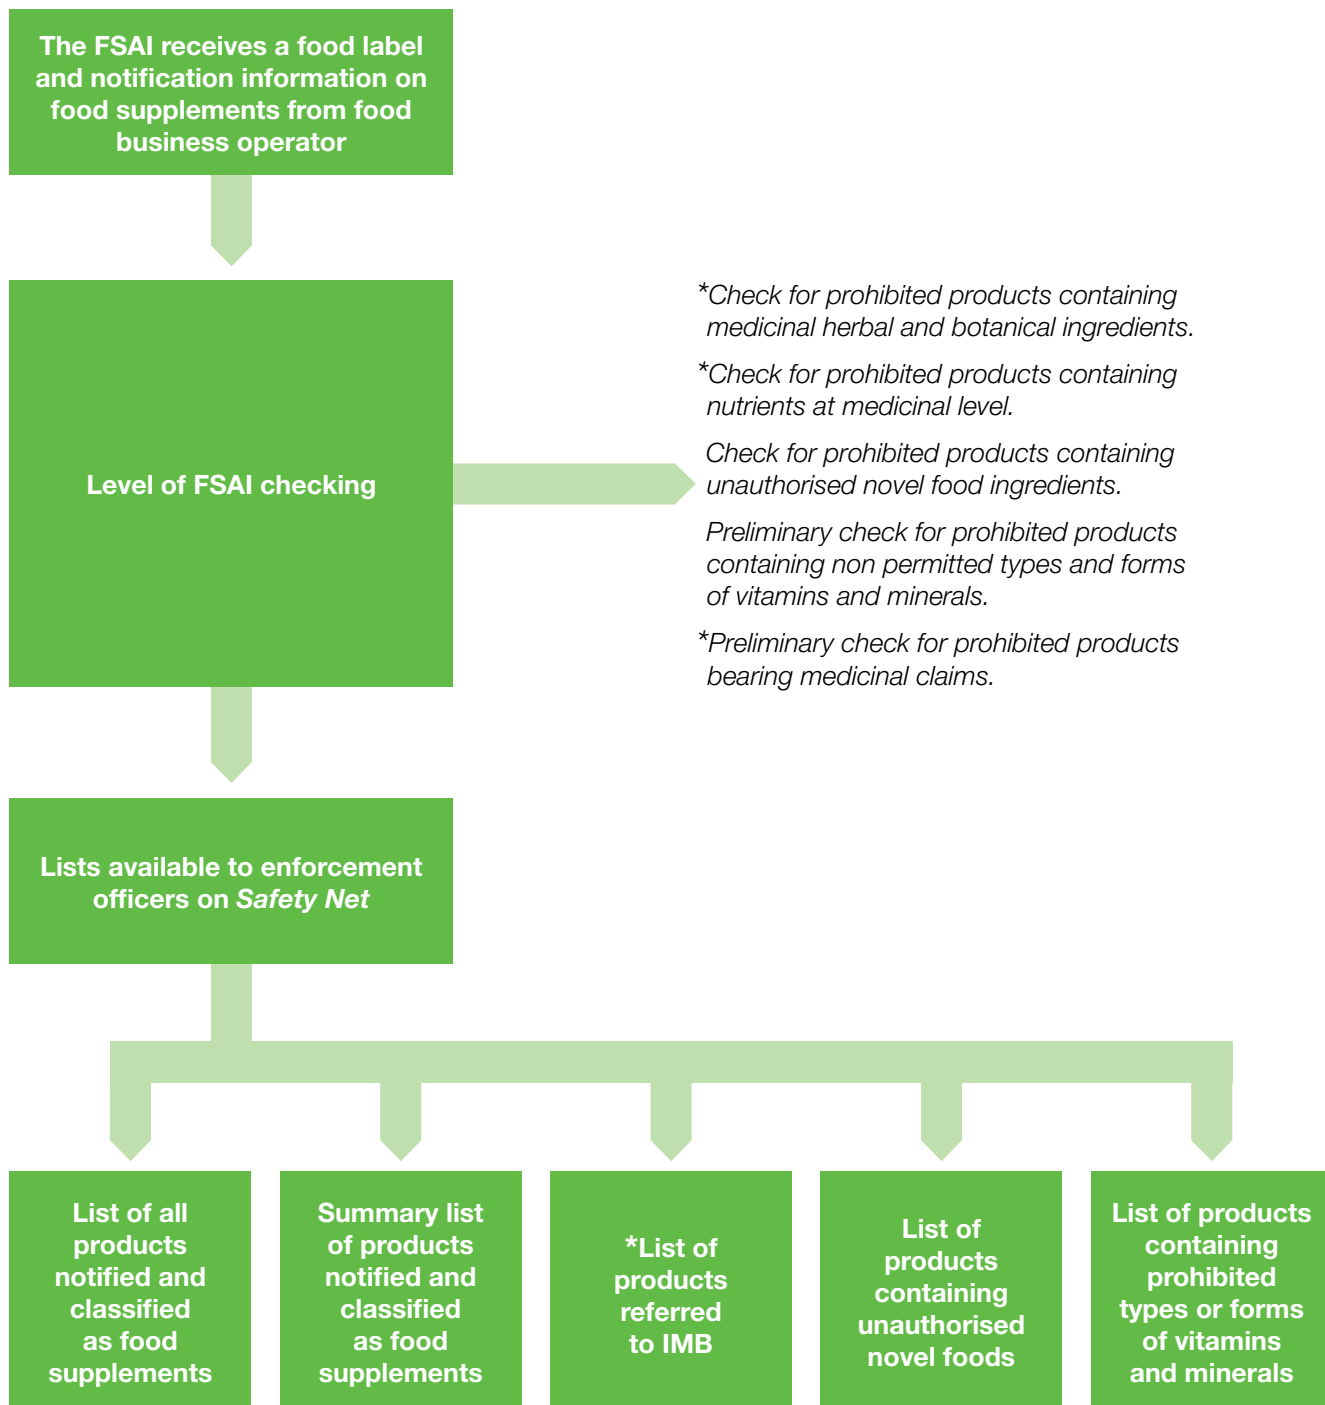 The FSAI receives a food label
and notification information on
food supplements from food
business operator
Level of FSAI checking
*Check for prohibited products containing
medicinal herbal and botanical ingredients.
*Check for prohibited products containing
nutrients at medicinal level.
Check for prohibited products containing
unauthorised novel food ingredients.
Preliminary check for prohibited products
containing non permitted types and forms
of vitamins and minerals.
*Preliminary check for prohibited products
bearing medicinal claims.
Lists available to enforcement
officers on Safety Net
List of all
products
notified and
classified
as food
supplements
Summary list
of products
notified and
classified
as food
supplements
*List of
products
referred
to IMB
List of
products
containing
unauthorised
novel foods
List of products
containing
prohibited
types or forms
of vitamins
and minerals